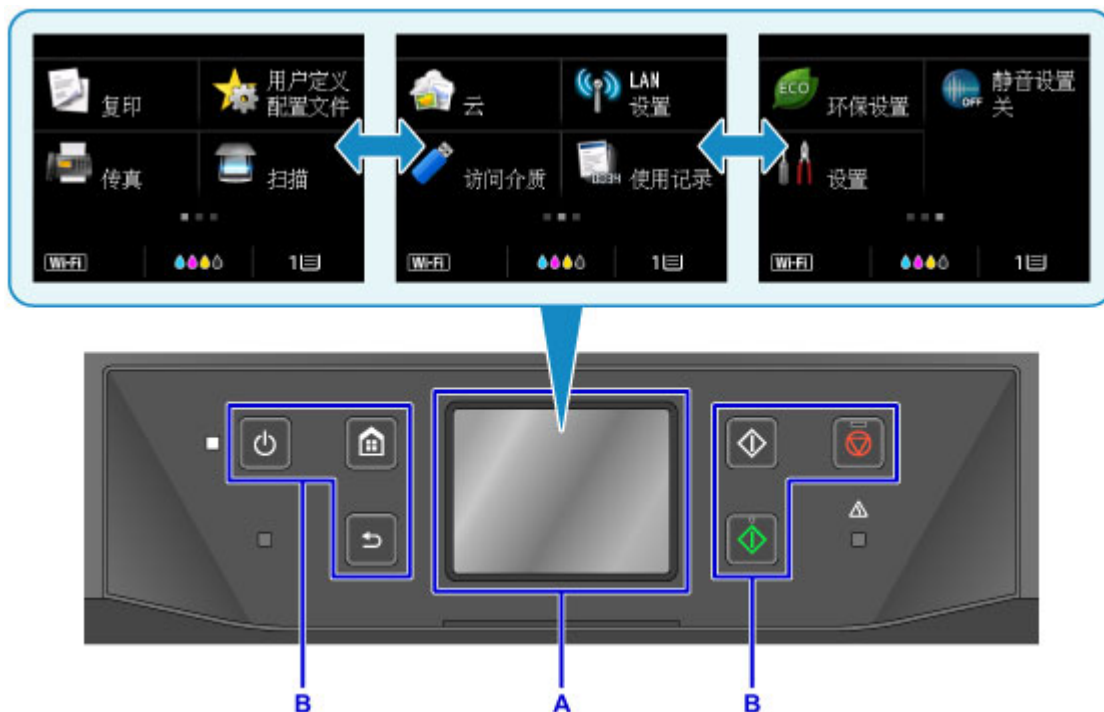 复印
用户定义
配置文件
传真
扫描
Wi-Fi
1
云
LAN
设置
访问介质
使用记录
Wi-Fi
1
ECO
环保设置
OFF
静音设置
关
设置
Wi-Fi
1
B
A
B